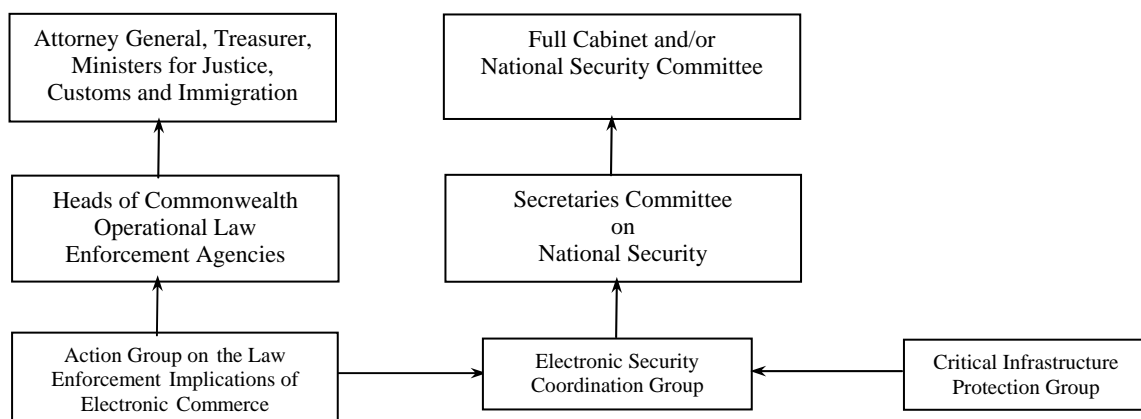 Attorney General, Treasurer,
Ministers for Justice,
Customs and Immigration
Full Cabinet and/or
National Security Committee
Heads of Commonwealth
Operational Law
Enforcement Agencies
Secretaries Committee
on
National Security
Action Group on the Law
Enforcement Implications of
Electronic Commerce
Electronic Security
Coordination Group
Critical Infrastructure
Protection Group